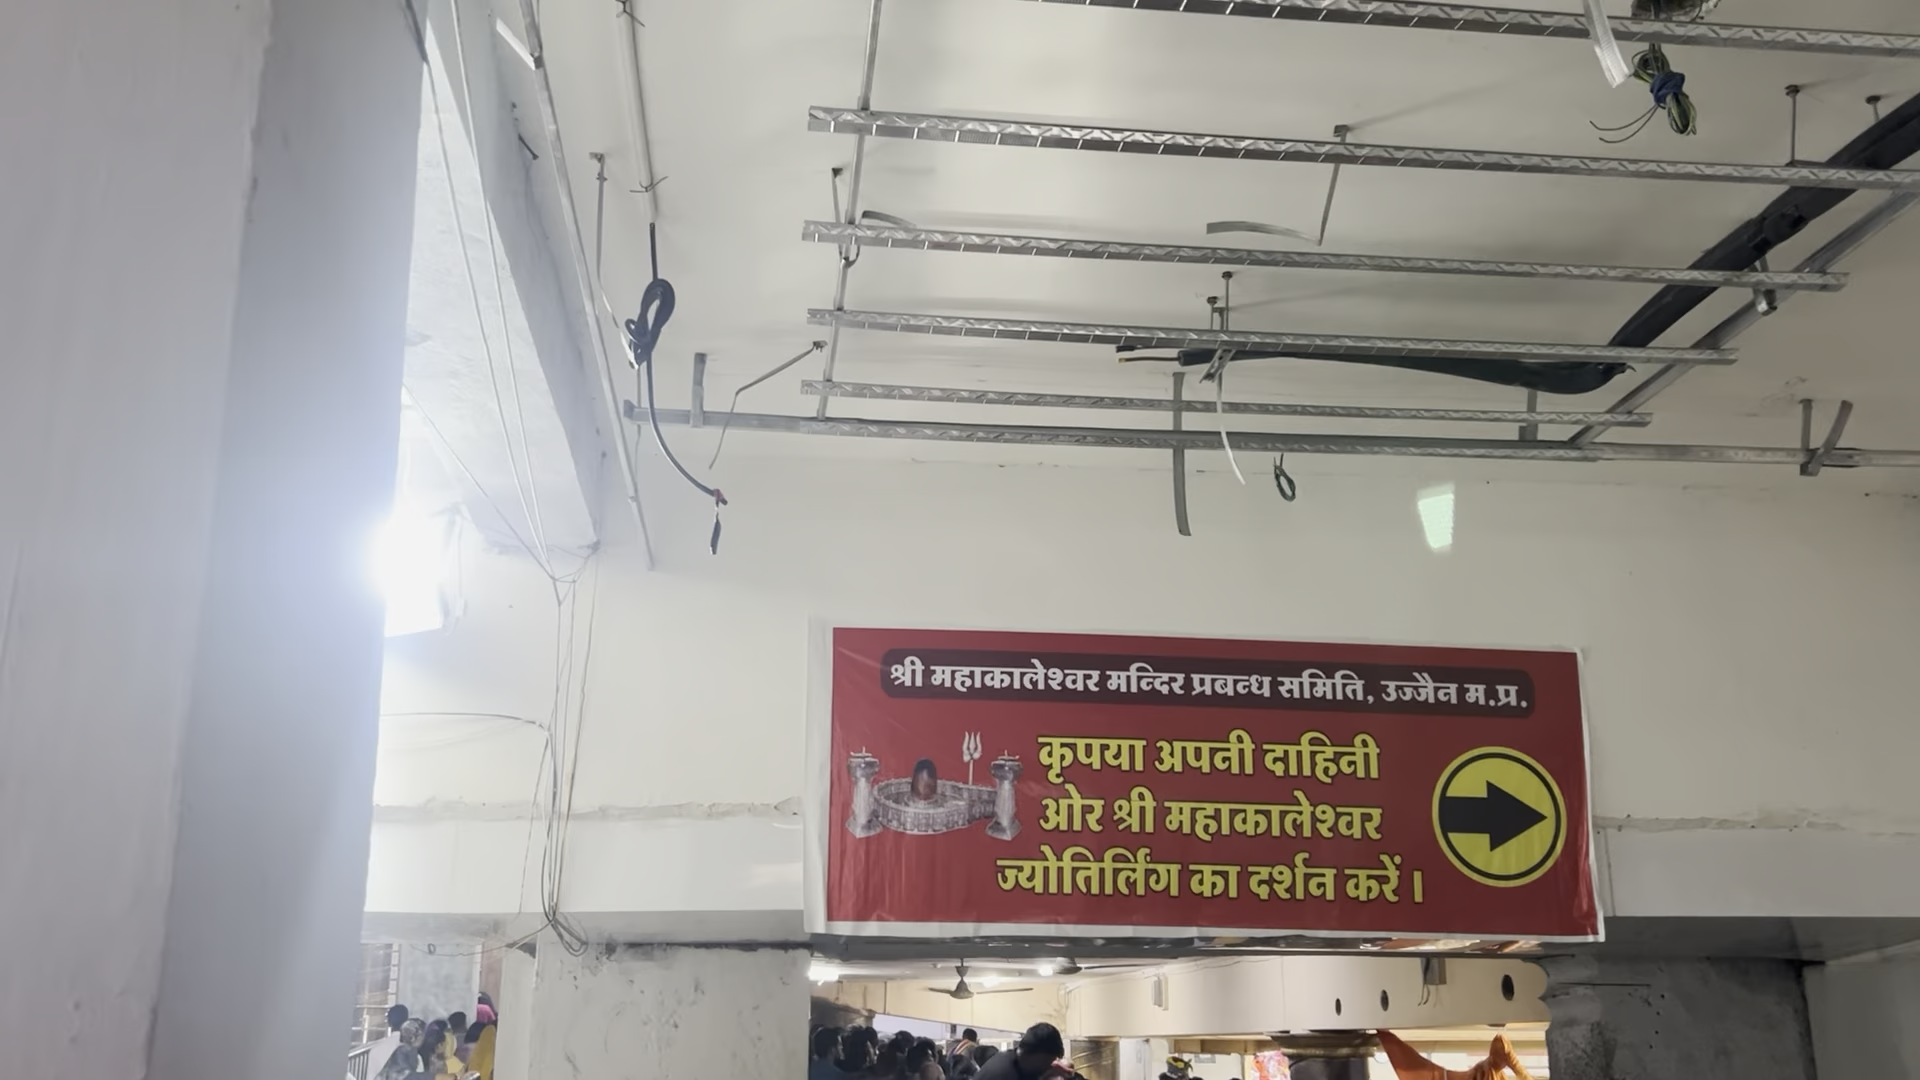 श्री महाकालेश्वर मन्दिर प्रबन्ध समिति, उज्जैन म.प्र.
कृपया अपनी दाहिनी
ओर श्री महाकालेश्वर
ज्योतिर्लिंग का दर्शन करें ।